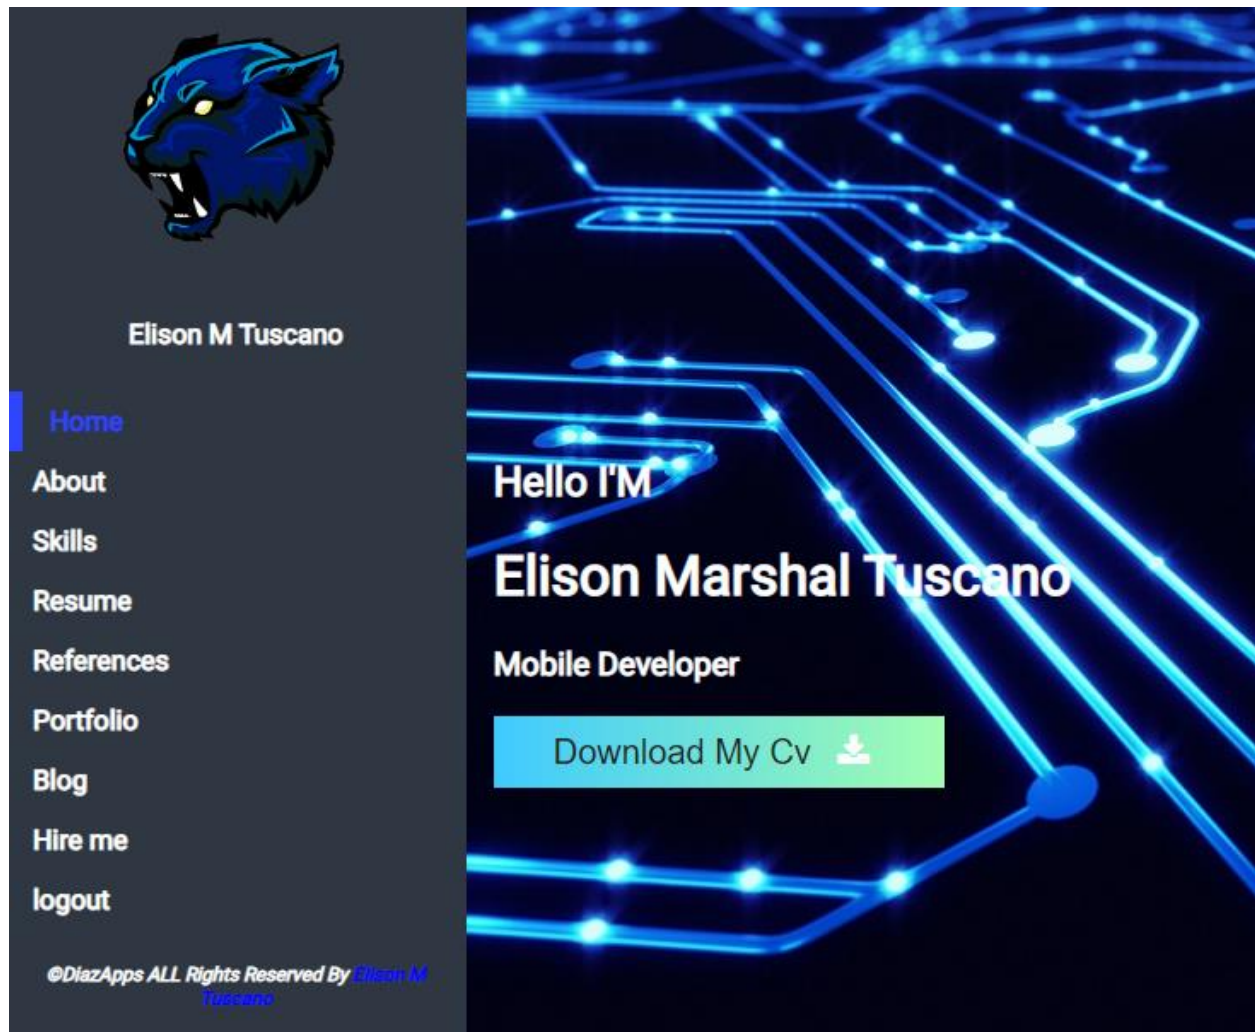 Elison M Tuscano
Home
About
Skills
Resume
References
Portfolio
Blog
Hire me
logout
©DiazApps ALL Rights Reserved By Elison M
Tuscano
Hello I'M
Elison Marshal Tuscano
Mobile Developer
Download My Cv